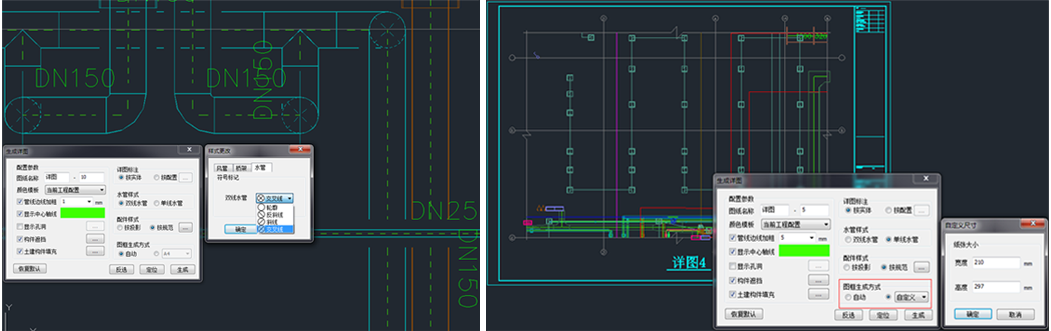 DN150
DN150
DN150
DN25
DN150
生成详图
配置参数
图纸名称 详图 - 10
颜色模板 当前工程配置
管线边线加粗 1 mm
显示中心轴线
显示孔洞 ...
构件遮挡 ...
土建构件填充 ...
恢复默认
详图标注
按实体 按配置 ...
水管样式
双线水管 单线水管
配件样式
按投影 按规范 ...
图框生成方式
自动 A4
反选 定位 生成
样式更改
风管 桥架 水管
符号标记
双线水管 交叉线
轮廓
反斜线
斜线
交叉线
确定
详图4
生成详图
配置参数
图纸名称 详图 - 5
颜色模板 当前工程配置
管线边线加粗 5 mm
显示中心轴线
显示孔洞 ...
构件遮挡 ...
土建构件填充 ...
恢复默认
详图标注
按实体 按配置 ...
水管样式
双线水管 单线水管
配件样式
按投影 按规范 ...
图框生成方式
自动 自定义
反选 定位 生成
自定义尺寸
纸张大小
宽度 210 mm
高度 297 mm
确定 取消